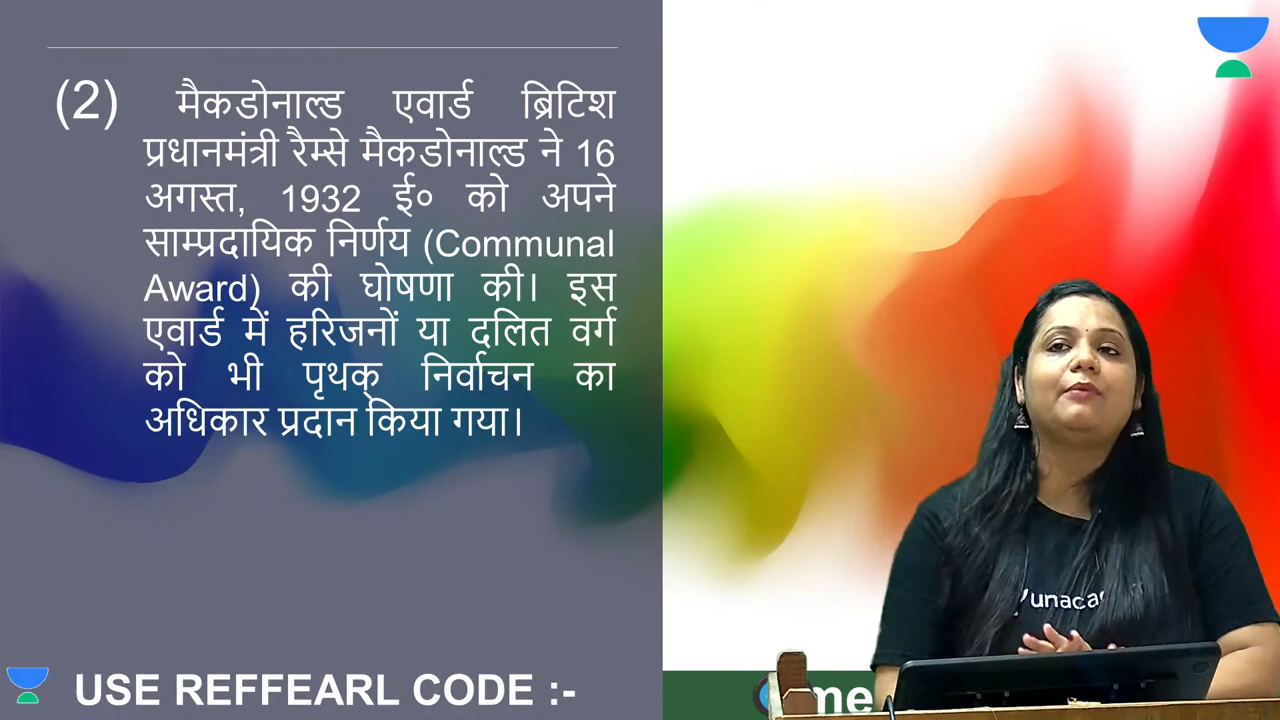 (2) मैकडोनाल्ड एवार्ड ब्रिटिश
प्रधानमंत्री रैम्से मैकडोनाल्ड ने 16
अगस्त, 1932 ई० को अपने
साम्प्रदायिक निर्णय (Communal
Award) की घोषणा की। इस
एवार्ड में हरिजनों या दलित वर्ग
को भी पृथक् निर्वाचन का
अधिकार प्रदान किया गया।
USE REFFEARL CODE :-